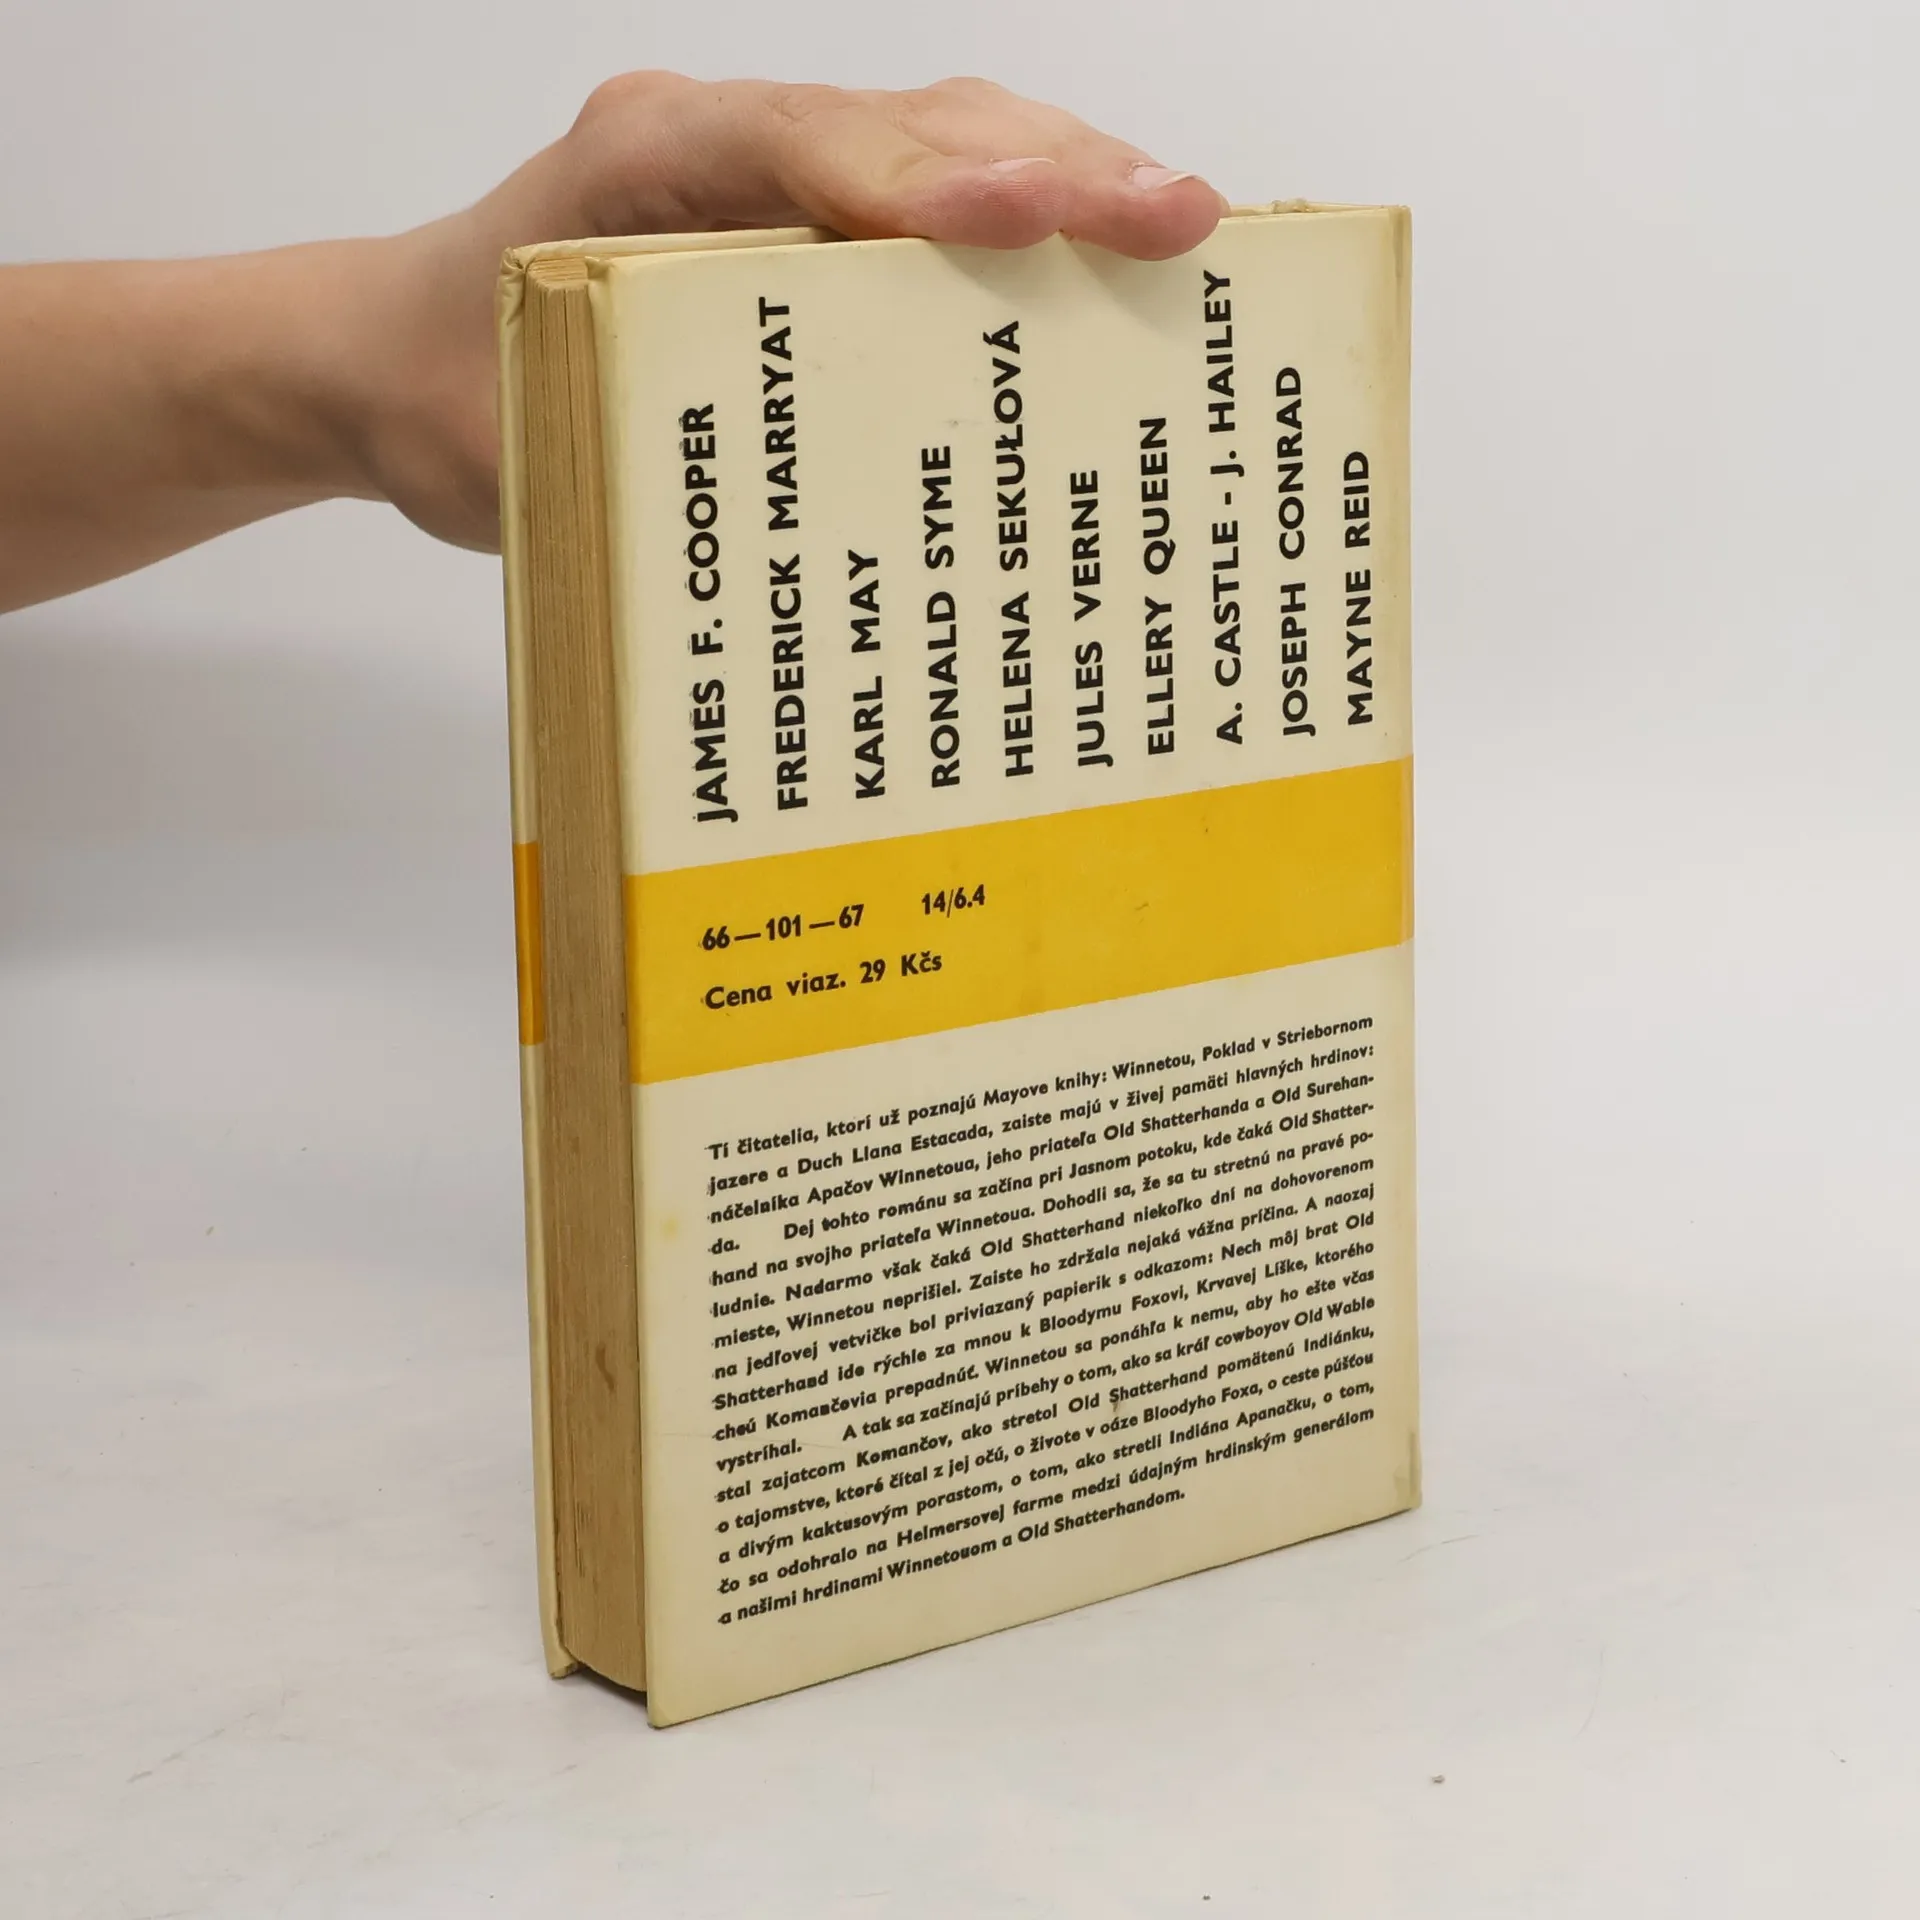 JAMES F. COOPER
FREDERICK MARRYAT
KARL MAY
RONALD SYME
HELENA SEKUŁOVÁ
JULES VERNE
ELLERY QUEEN
A. CASTLE - J. HAILEY
JOSEPH CONRAD
MAYNE REID
66—101—67 14/6.4
Cena viaz. 29 Kčs
Tí čitatelia, ktorí už poznajú Mayove knihy: Winnetou, Poklad v Striebornom
jazere a Duch Llana Estacada, zaiste majú v živej pamäti hlavných hrdinov:
náčelníka Apačov Winnetoua, jeho priateľa Old Shatterhanda a Old Surehan-
da. Dej tohto románu sa začína pri Jasnom potoku, kde čaká Old Shatter-
hand na svojho priateľa Winnetoua. Dohodli sa, že sa tu stretnú na pravé po-
ludnie. Nadarmo však čaká Old Shatterhand niekoľko dní na dohovorenom
mieste, Winnetou neprišiel. Zaiste ho zdržala nejaká vážna príčina. A naozaj
na jedľovej vetvičke bol priviazaný papierik s odkazom: Nech môj brat Old
Shatterhand ide rýchle za mnou k Bloodymu Foxovi, Krvavej Líške, ktorého
chcú Komančovia prepadnúť. Winnetou sa ponáhľa k nemu, aby ho ešte včas
vystríhal. A tak sa začínajú príbehy o tom, ako sa kráľ cowboyov Old Wable
stal zajatcom Komančov, ako stretol Old Shatterhand pomätenú Indiánku,
o tajomstve, ktoré čítal z jej očú, o živote v oáze Bloodyho Foxa, o ceste púšťou
a divým kaktusovým porastom, o tom, ako stretli Indiána Apanačku, o tom,
čo sa odohralo na Helmersovej farme medzi údajným hrdinským generálom
a našimi hrdinami Winnetouom a Old Shatterhandom.